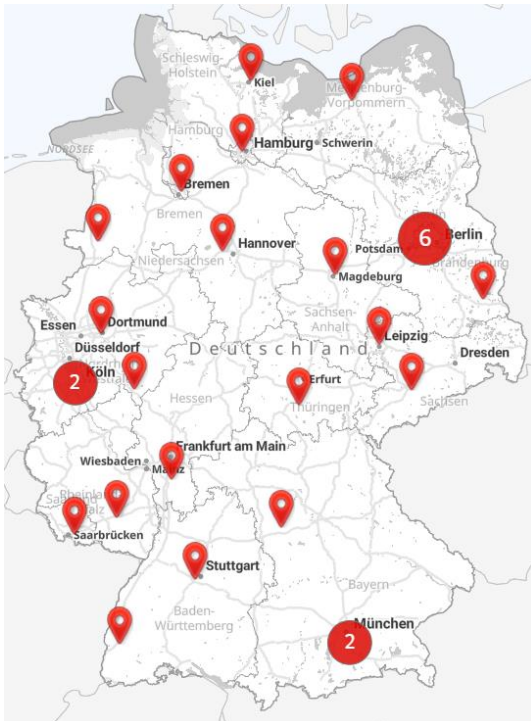 Schleswig-
Holstein
Kiel
Mecklenburg-
Vorpommern
Hamburg
Hamburg
Schwerin
NORDSEE
Bremen
Bremen
Berlin
6
Berlin
Potsdam
Hannover
Niedersachsen
Brandenburg
Magdeburg
Sachsen-
Anhalt
Essen
Dortmund
Düsseldorf
Leipzig
Deutschland
Dresden
Köln
2
Erfurt
Hessen
Thüringen
Sachsen
Frankfurt am Main
Wiesbaden
Mainz
Saarbrücken
Stuttgart
Bayern
Baden-
Württemberg
München
2